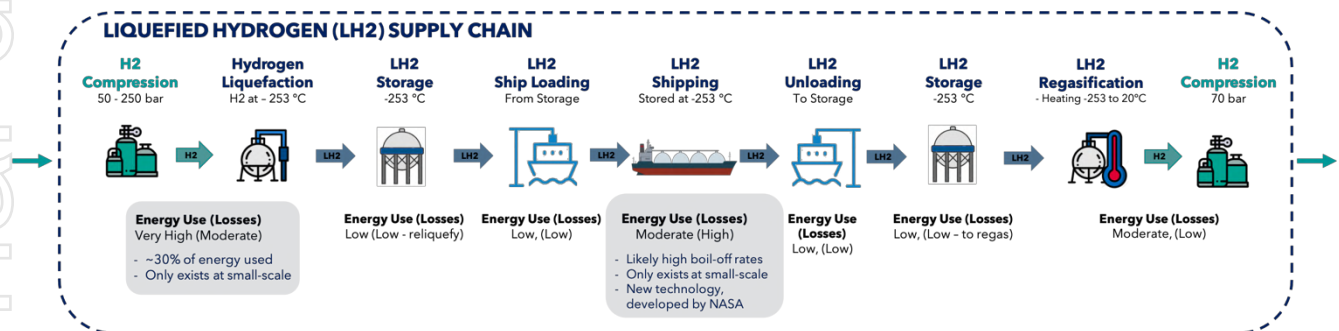 LIQUEFIED HYDROGEN (LH2) SUPPLY CHAIN
H2
Compression
50 - 250 bar
Hydrogen
Liquefaction
H2 at – 253 °C
LH2
Storage
-253 °C
LH2
Ship Loading
From Storage
LH2
Shipping
Stored at -253 °C
LH2
Unloading
To Storage
LH2
Storage
-253 °C
LH2
Regasification
- Heating -253 to 20°C
H2
Compression
70 bar
H2
LH2
LH2
LH2
LH2
LH2
LH2
H2
Energy Use (Losses)
Very High (Moderate)
- ~30% of energy used
- Only exists at small-scale
Energy Use (Losses)
Low (Low - reliquefy)
Energy Use (Losses)
Low, (Low)
Energy Use (Losses)
Moderate (High)
- Likely high boil-off rates
- Only exists at small-scale
- New technology,
developed by NASA
Energy Use
(Losses)
Low, (Low)
Energy Use (Losses)
Low, (Low – to regas)
Energy Use (Losses)
Moderate, (Low)